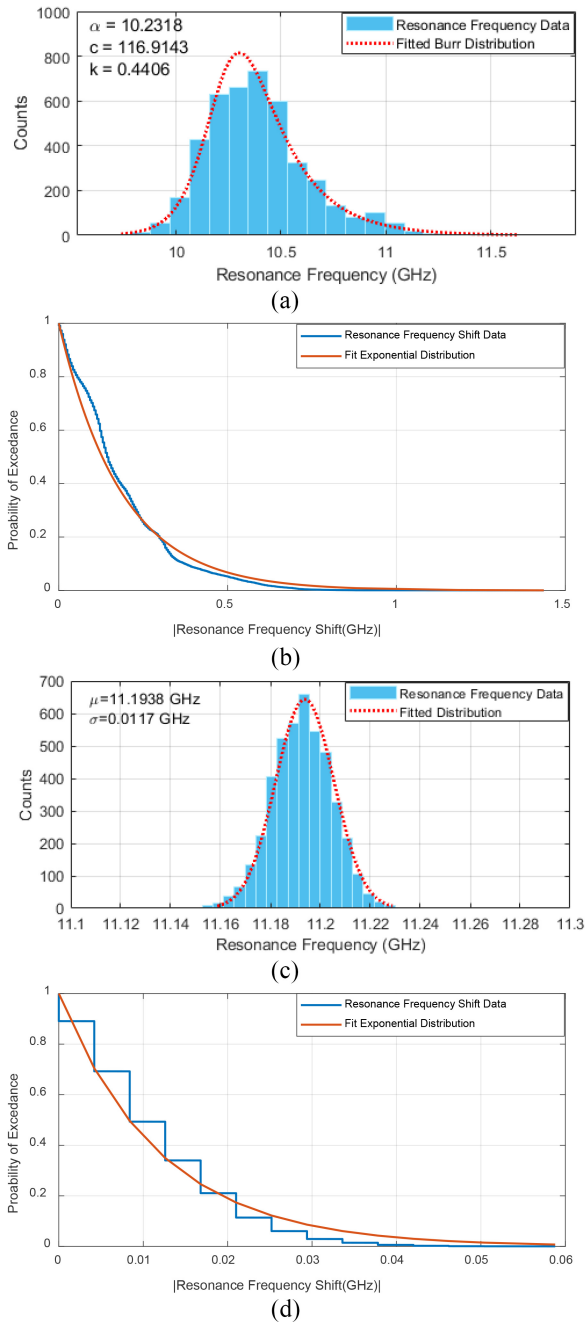 α = 10.2318
c = 116.9143
k = 0.4406
Resonance Frequency Data
Fitted Burr Distribution
1000
800
600
400
200
0
Counts
10 10.5 11 11.5
Resonance Frequency (GHz)
(a)
Resonance Frequency Shift Data
Fit Exponential Distribution
1
0.8
0.6
0.4
0.2
0
Proability of Excedance
0 0.5 1 1.5
|Resonance Frequency Shift(GHz)|
(b)
μ=11.1938 GHz
σ=0.0117 GHz
Resonance Frequency Data
Fitted Distribution
700
600
500
400
300
200
100
0
Counts
11.1 11.12 11.14 11.16 11.18 11.2 11.22 11.24 11.26 11.28 11.3
Resonance Frequency (GHz)
(c)
Resonance Frequency Shift Data
Fit Exponential Distribution
1
0.8
0.6
0.4
0.2
0
Proability of Excedance
0 0.01 0.02 0.03 0.04 0.05 0.06
|Resonance Frequency Shift(GHz)|
(d)